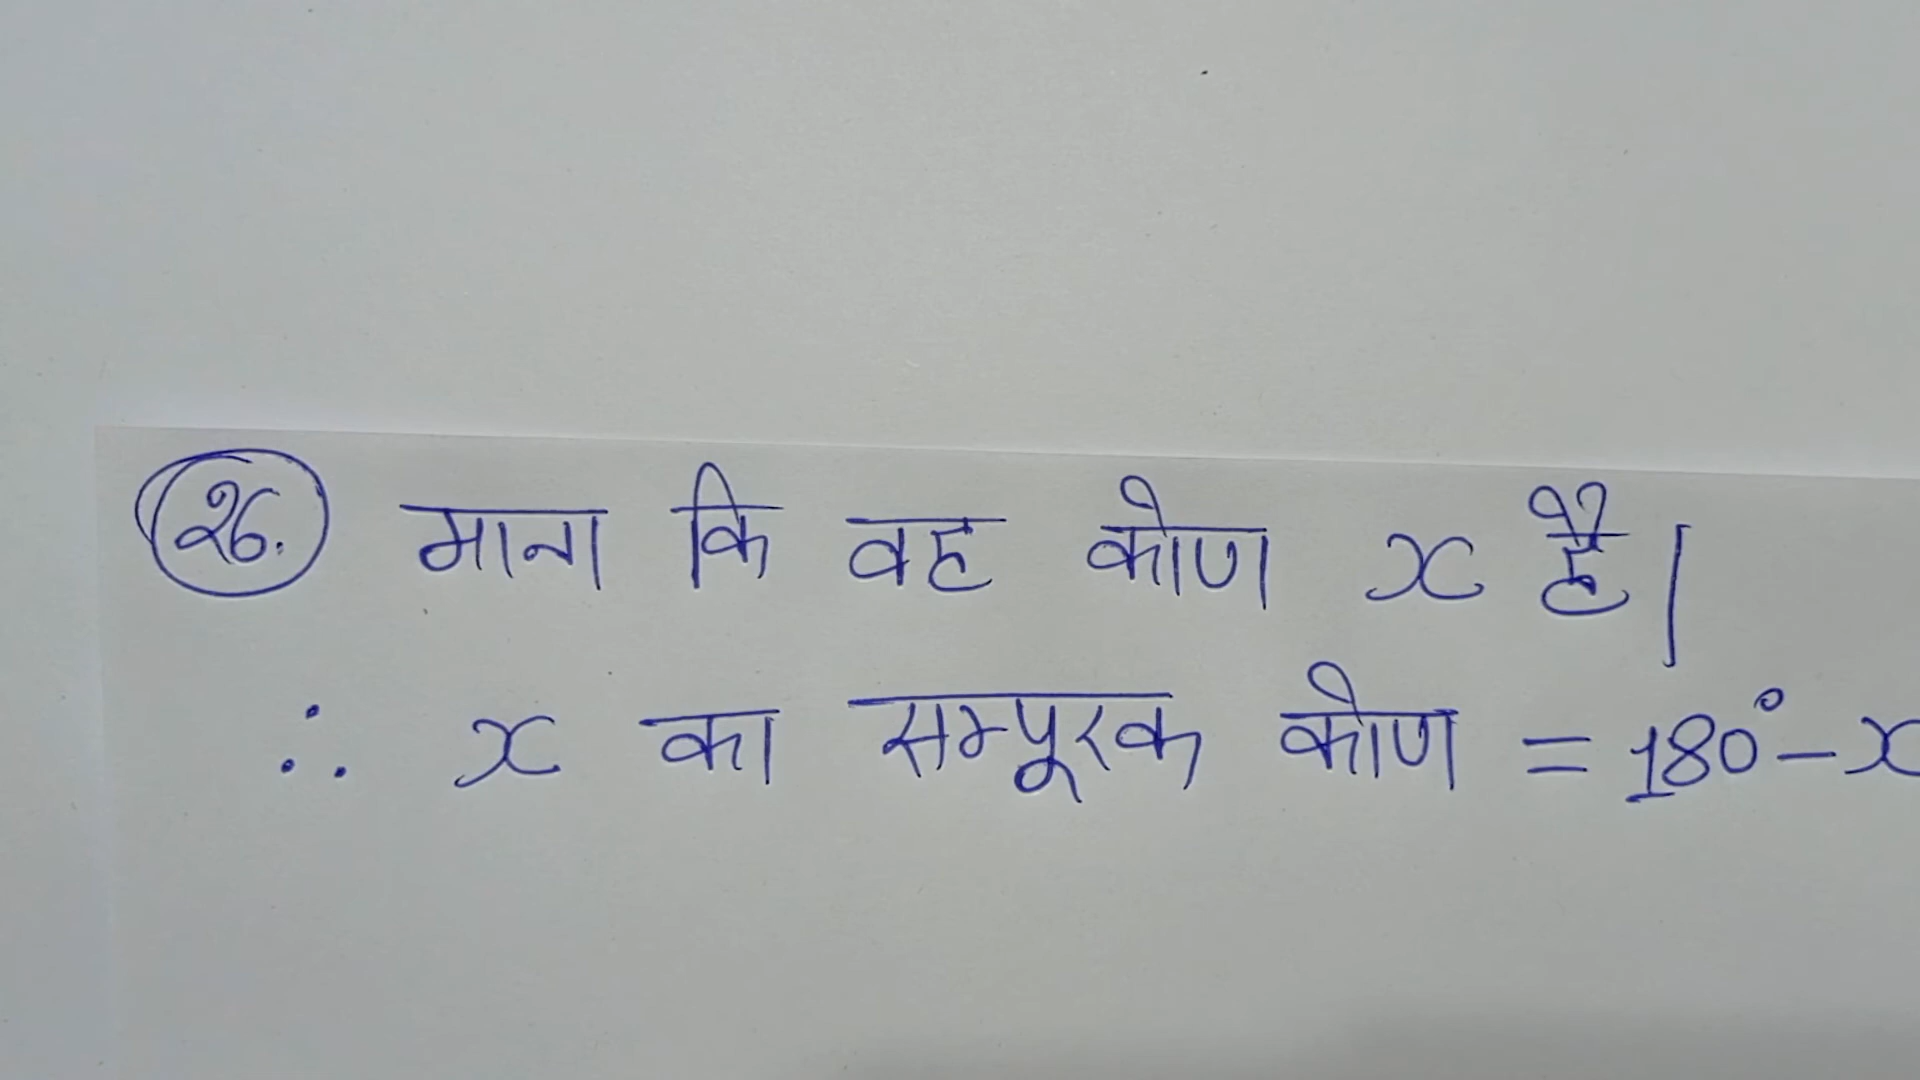 26. माना कि वह कोण x है|
∴ x का सम्पूरक कोण = 180° - x